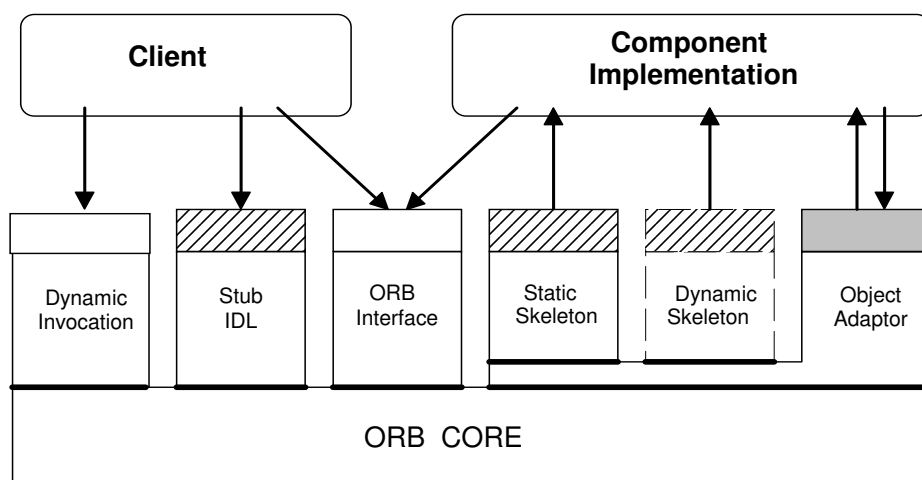 Client
Component
Implementation
Dynamic
Invocation
Stub
IDL
ORB
Interface
Static
Skeleton
Dynamic
Skeleton
Object
Adaptor
ORB CORE